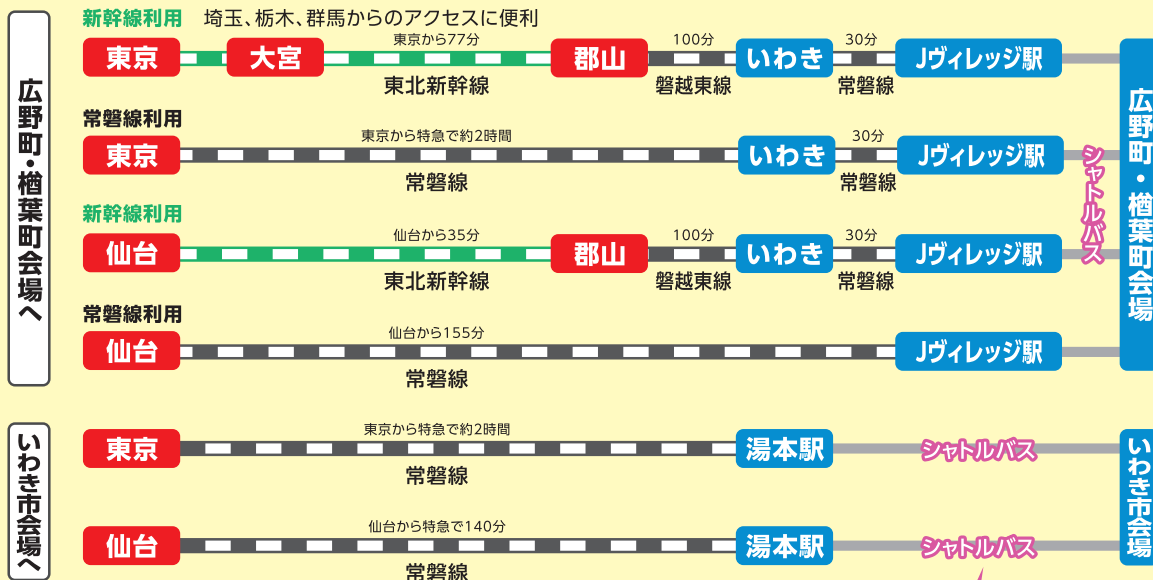 広野町・楢葉町会場へ
新幹線利用 埼玉、栃木、群馬からのアクセスに便利
東京 大宮 東京から77分 東北新幹線 郡山 100分 磐越東線 いわき 30分 常磐線 Jヴィレッジ駅
常磐線利用
東京 東京から特急で約2時間 常磐線 いわき 30分 常磐線 Jヴィレッジ駅
新幹線利用
仙台 仙台から35分 東北新幹線 郡山 100分 磐越東線 いわき 30分 常磐線 Jヴィレッジ駅
常磐線利用
仙台 仙台から155分 常磐線 Jヴィレッジ駅
シャトルバス
広野町・楢葉町会場
いわき市会場へ
東京 東京から特急で約2時間 常磐線 湯本駅 シャトルバス
仙台 仙台から特急で140分 常磐線 湯本駅 シャトルバス
いわき市会場